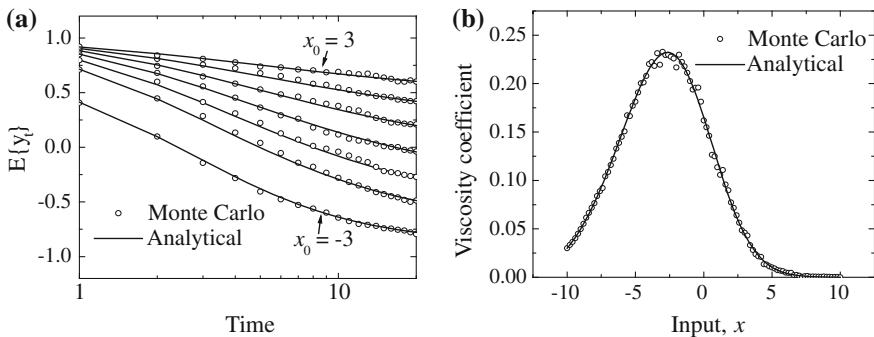 (a)
1.0
0.5
0.0
-0.5
-1.0
E{y_t}
x_0 = 3
x_0 = -3
Monte Carlo
Analytical
1
10
Time
(b)
0.25
0.20
0.15
0.10
0.05
0.00
Viscosity coefficient
Monte Carlo
Analytical
-10
-5
0
5
10
Input, x